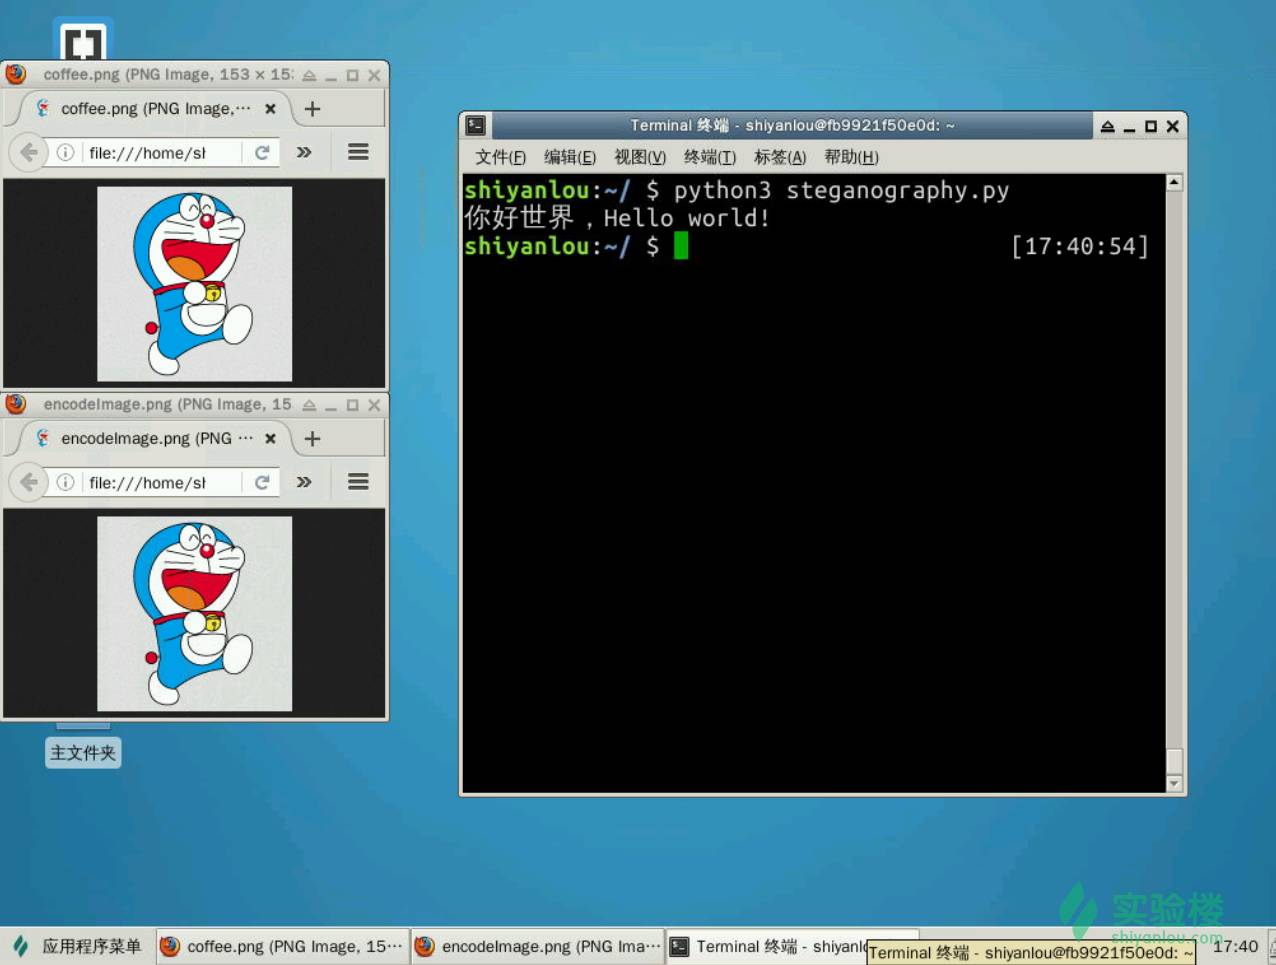 coffee.png (PNG Image, 153 × 15
coffee.png (PNG Image,···
file:///home/sh
encodeImage.png (PNG Image, 15
encodeImage.png (PNG ···
file:///home/sh
主文件夹
Terminal 终端 - shiyanlou@fb9921f50e0d: ~
文件(F) 编辑(E) 视图(V) 终端(T) 标签(A) 帮助(H)
shiyanlou:~/ $ python3 steganography.py
你好世界，Hello world!
shiyanlou:~/ $ [17:40:54]
实验楼
shiyanlou.com
应用程序菜单
coffee.png (PNG Image, 15···
encodeImage.png (PNG Ima···
Terminal 终端 - shiyanlo
Terminal 终端 - shiyanlou@fb9921f50e0d: ~
17:40